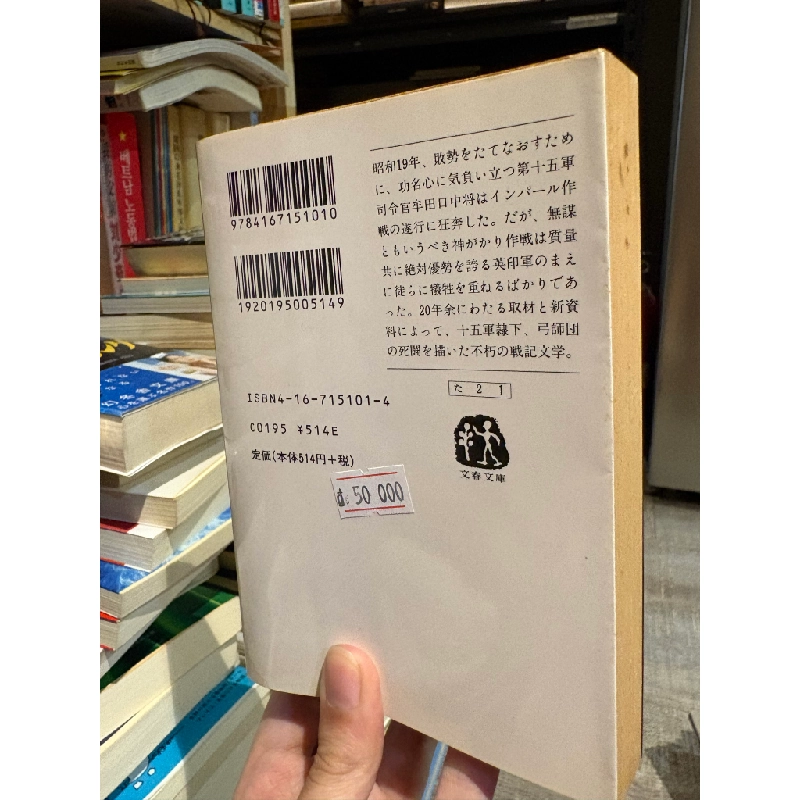 昭和19年、敗勢をたてなおすため
に、功名心に気負い立つ第十五軍
司令官牟田口中将はインパール作
戦の遂行に狂奔した。だが、無謀
ともいうべき神がかり作戦は質量
共に絶対優勢を誇る英印軍のまえ
に徒らに犠牲を重ねるばかりであ
った。20年余にわたる取材と新資
料によって、十五軍隷下、弓師団
の死闘を描いた不朽の戦記文学。
9784167151010
1920195005149
ISBN4-16-715101-4
C0195 ¥514E
定価(本体514円+税)
た 2 1
文春文庫
đ. 50 000
베트남 노동법